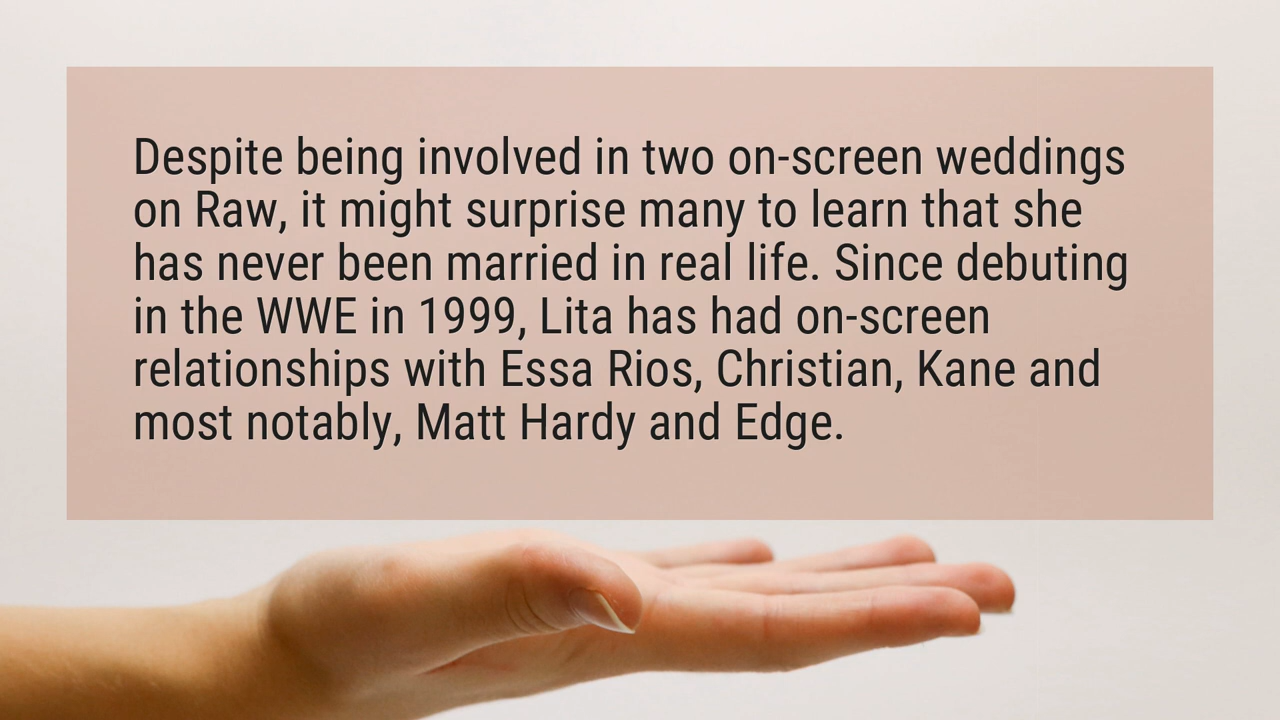 Despite being involved in two on-screen weddings
on Raw, it might surprise many to learn that she
has never been married in real life. Since debuting
in the WWE in 1999, Lita has had on-screen
relationships with Essa Rios, Christian, Kane and
most notably, Matt Hardy and Edge.